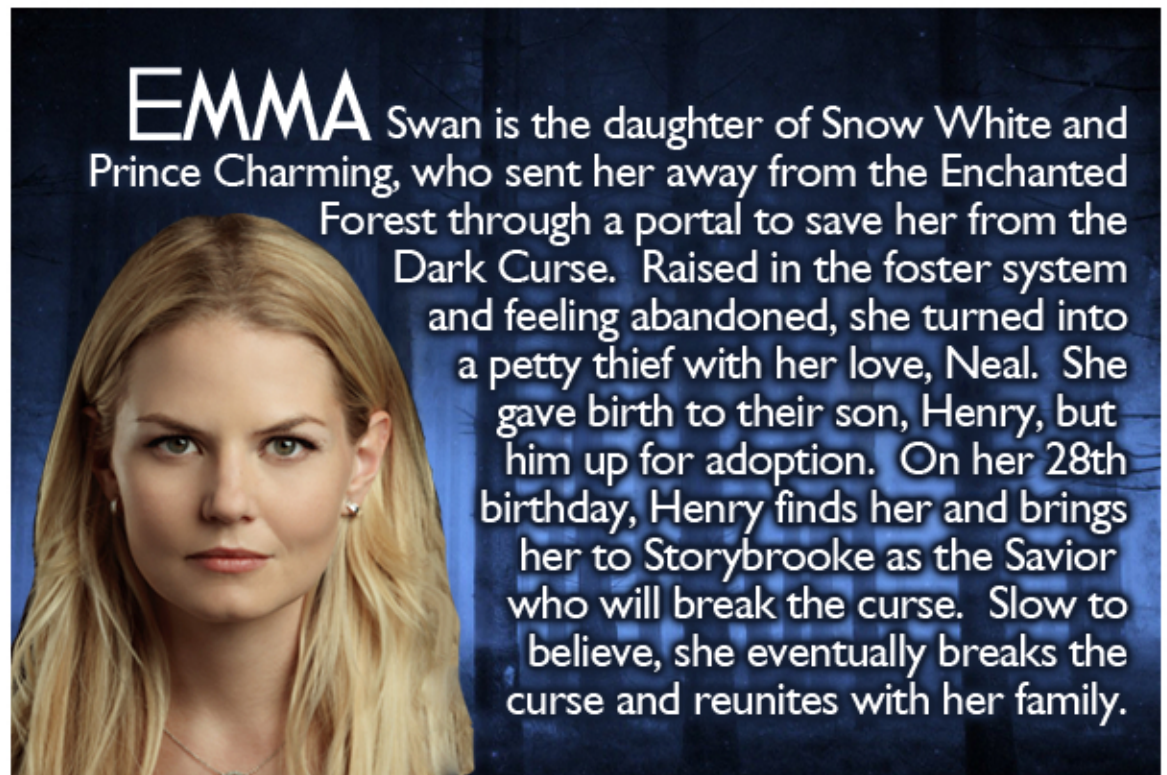 EMMA Swan is the daughter of Snow White and
Prince Charming, who sent her away from the Enchanted
Forest through a portal to save her from the
Dark Curse.  Raised in the foster system
and feeling abandoned, she turned into
a petty thief with her love, Neal.  She
gave birth to their son, Henry, but
him up for adoption.  On her 28th
birthday, Henry finds her and brings
her to Storybrooke as the Savior
who will break the curse.  Slow to
believe, she eventually breaks the
curse and reunites with her family.